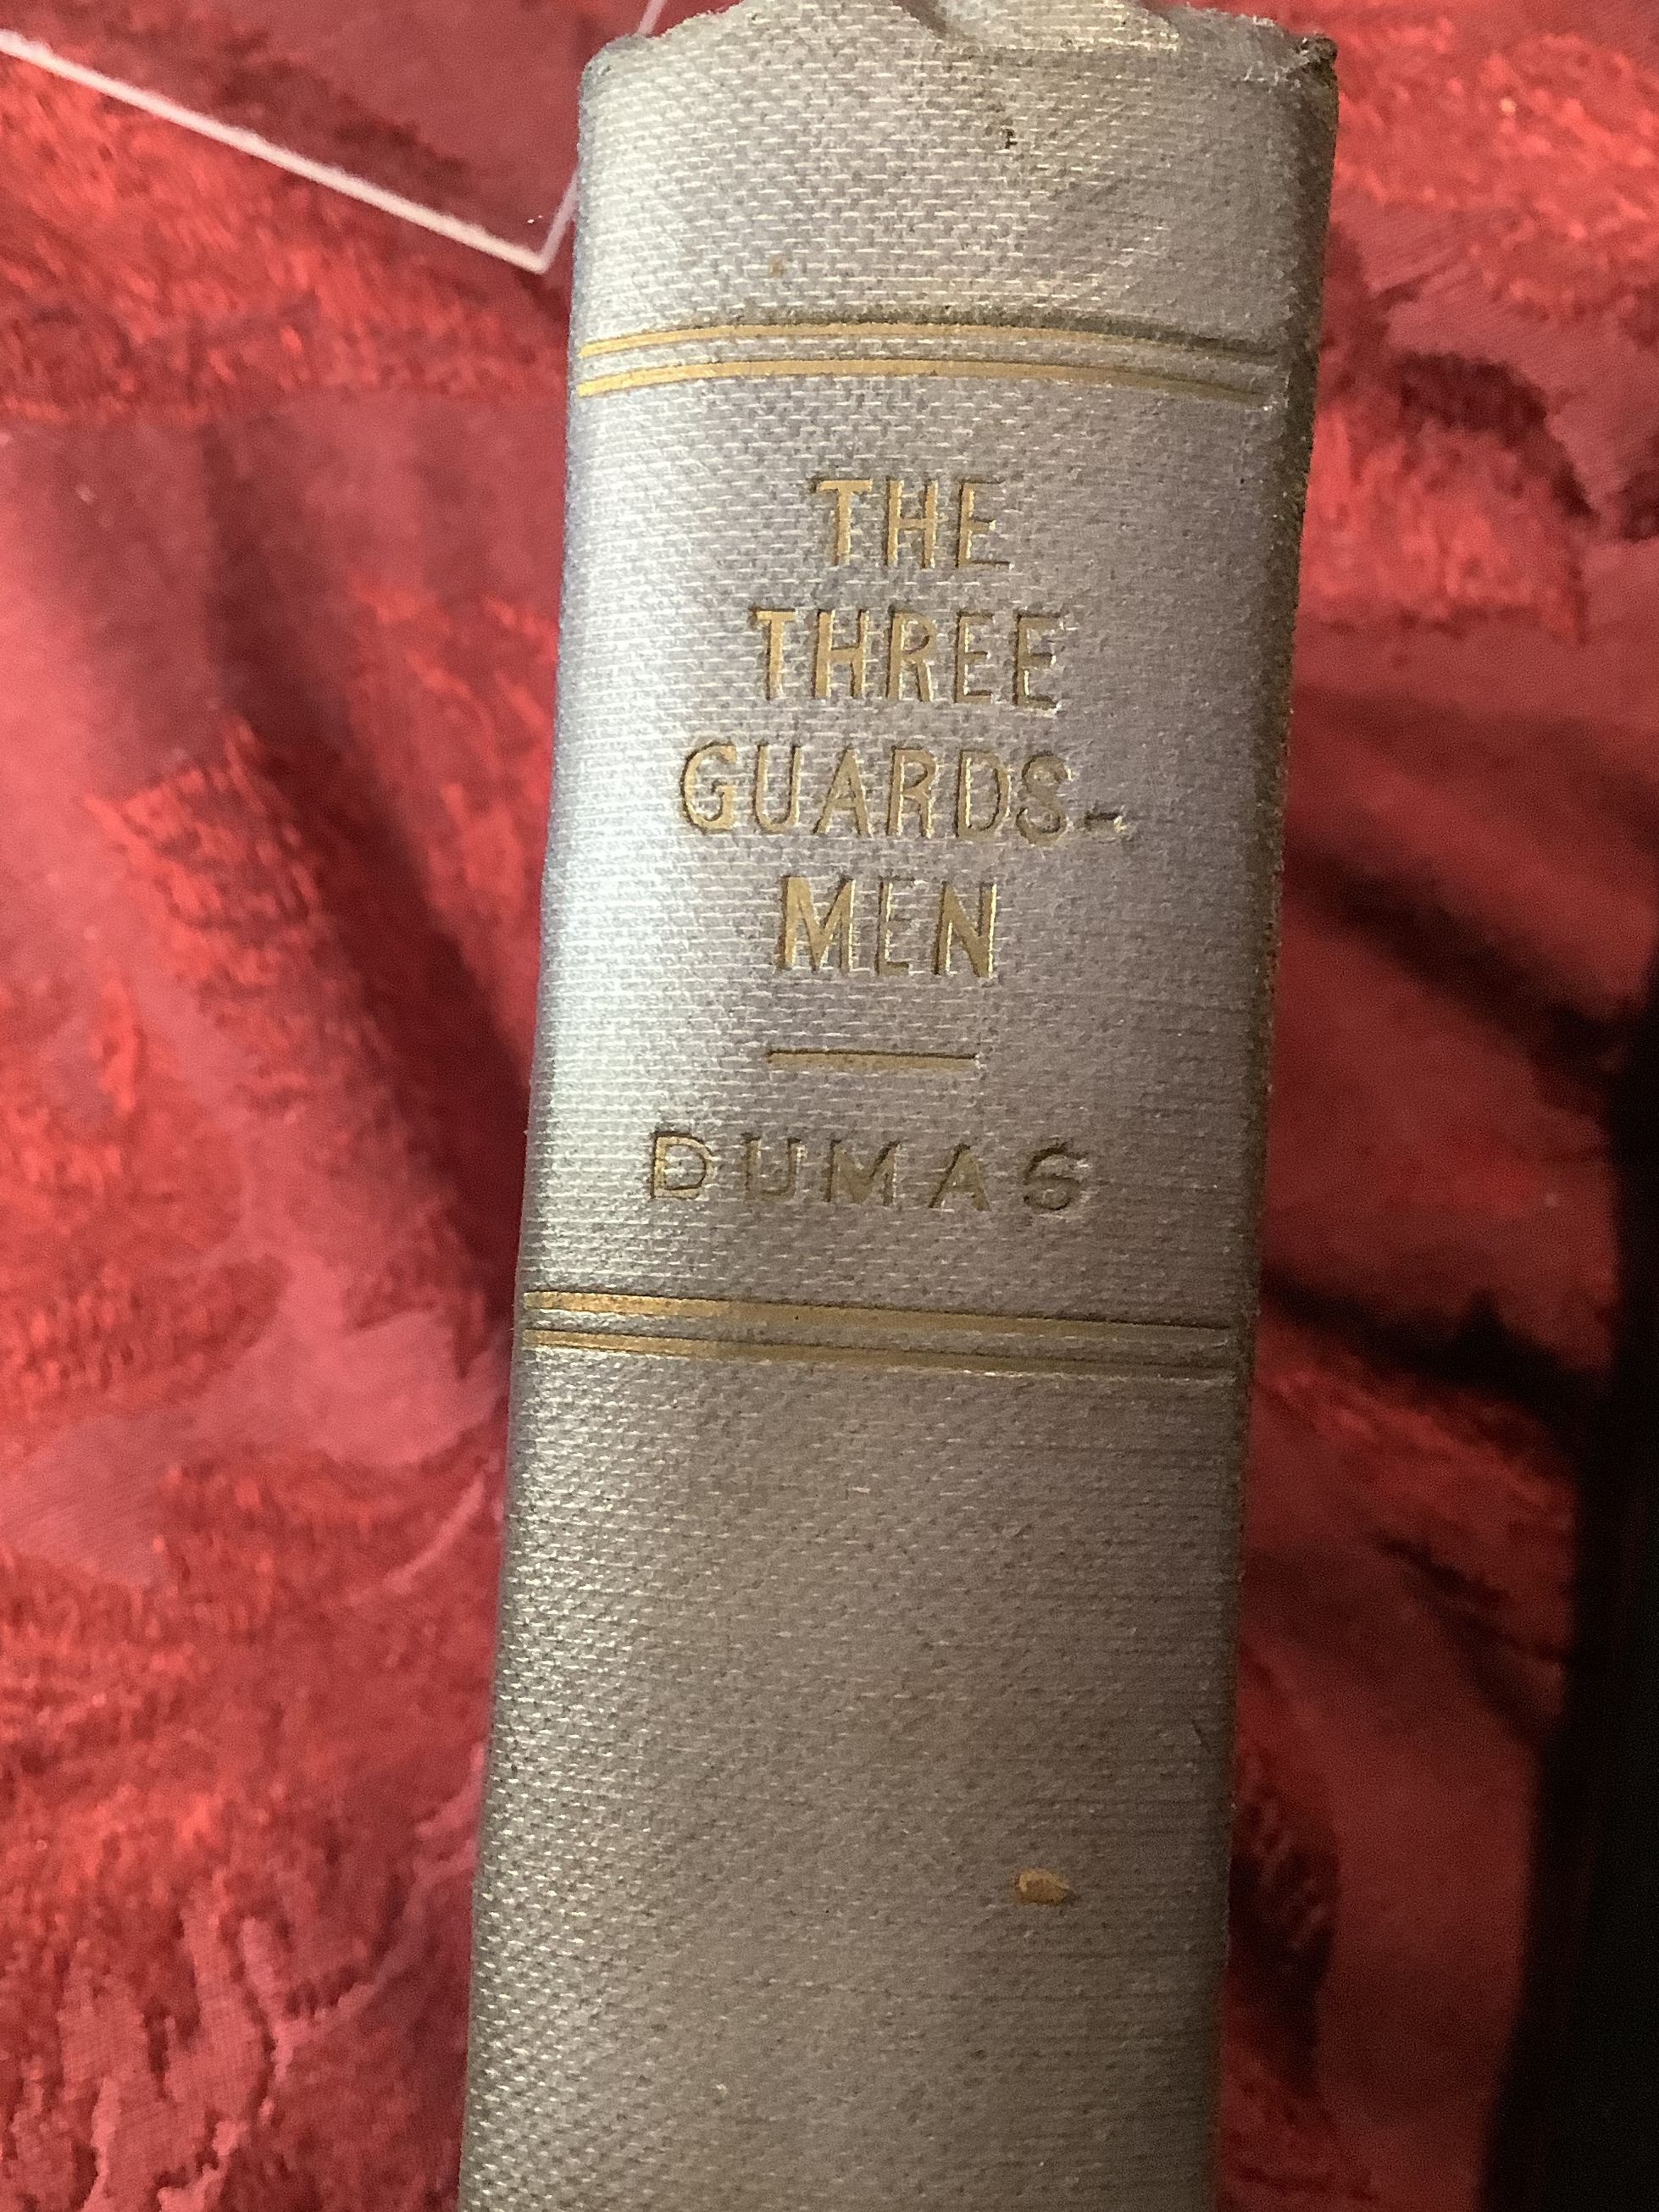 THE
THREE
GUARDS-
MEN
DUMAS